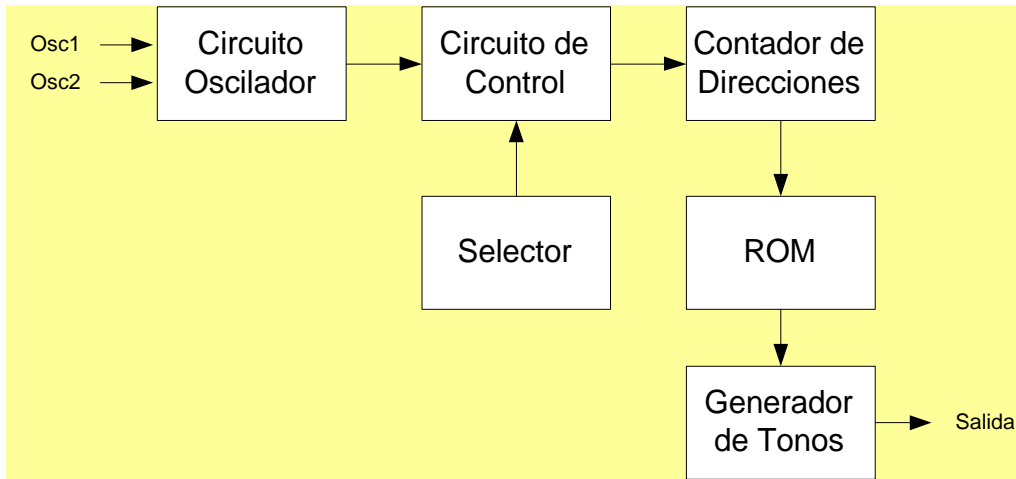 Osc1
Osc2
Circuito
Oscilador
Circuito de
Control
Contador de
Direcciones
Selector
ROM
Generador
de Tonos
Salida